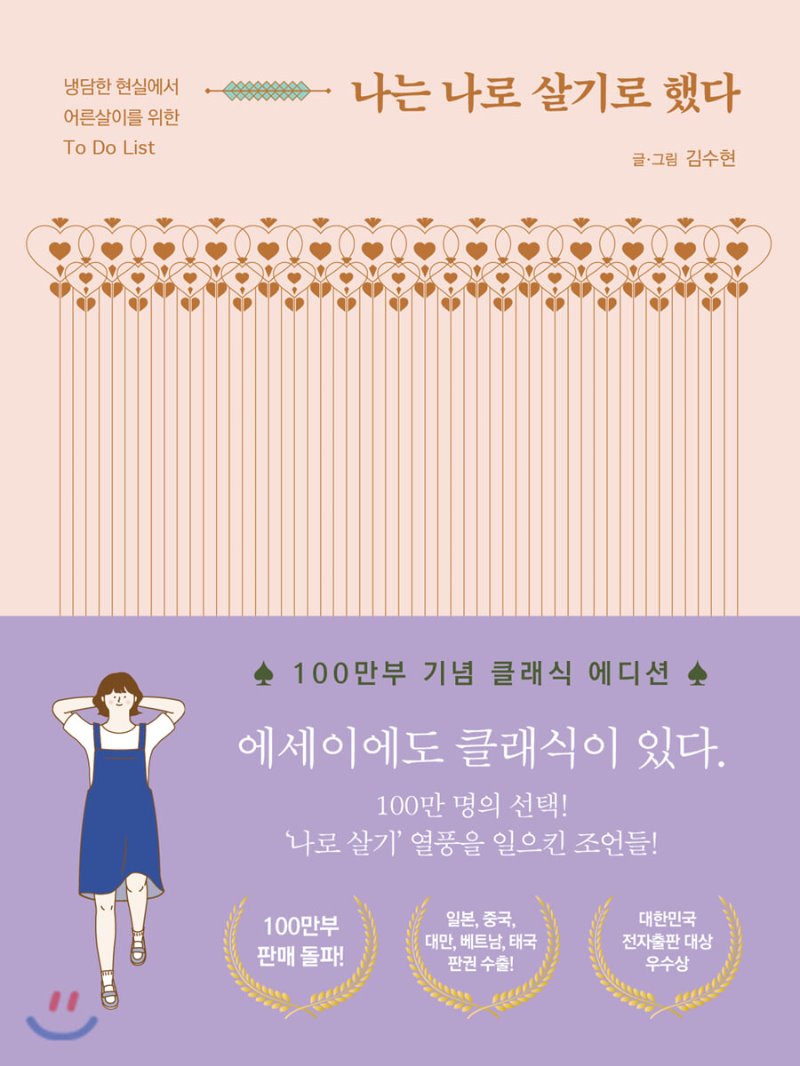 냉담한 현실에서
어른살이를 위한
To Do List
나는 나로 살기로 했다
글·그림 김수현
♠ 100만부 기념 클래식 에디션 ♠
에세이에도 클래식이 있다.
100만 명의 선택!
‘나로 살기’ 열풍을 일으킨 조언들!
100만부
판매 돌파!
일본, 중국,
대만, 베트남, 태국
판권 수출!
대한민국
전자출판 대상
우수상